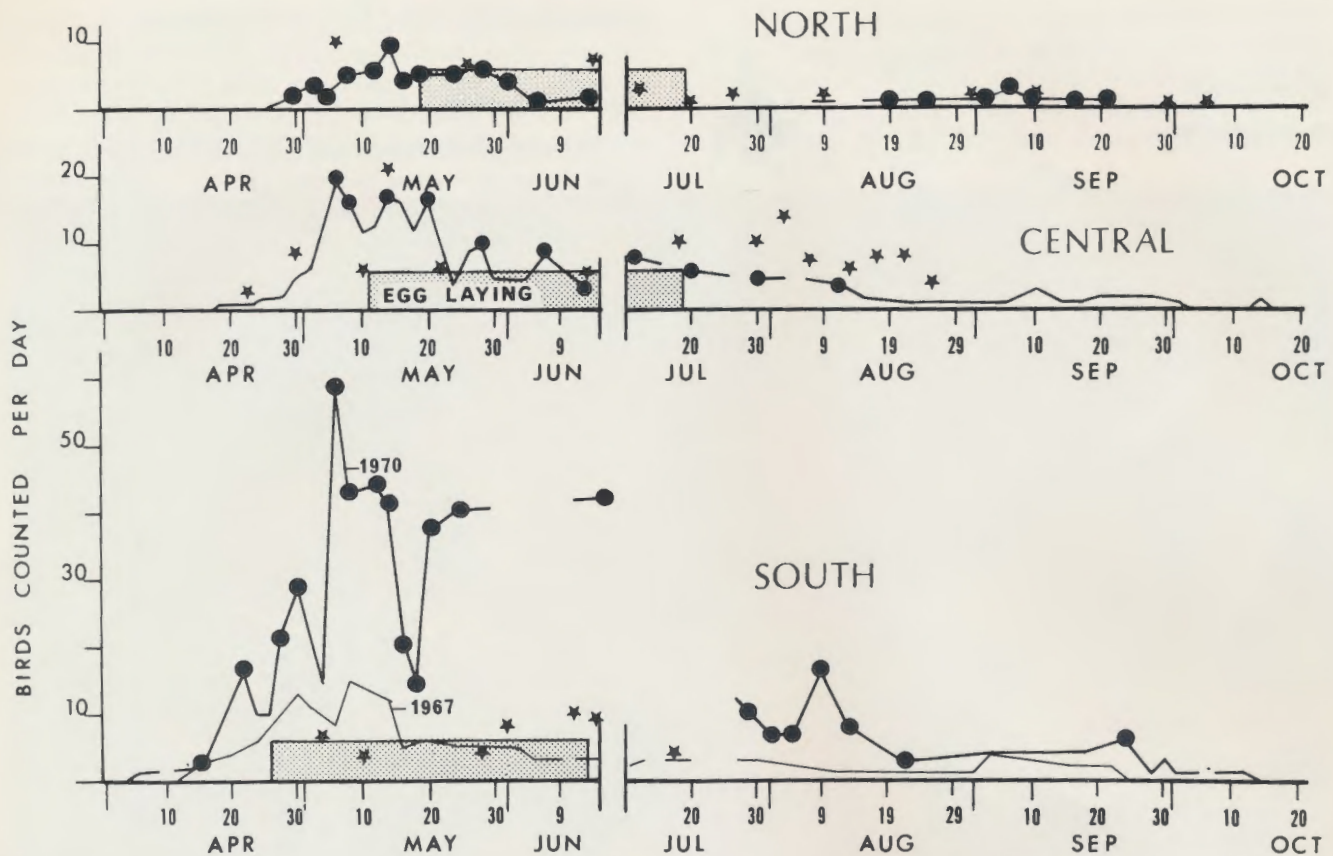 NORTH
10
10 20 30 10 20 30 9 20 30 9 19 29 10 20 30 10 20
APR MAY JUN JUL AUG SEP OCT
CENTRAL
20
10
EGG LAYING
10 20 30 10 20 30 9 20 30 9 19 29 10 20 30 10 20
APR MAY JUN JUL AUG SEP OCT
BIRDS COUNTED PER DAY
SOUTH
50
30
10
1970
1967
10 20 30 10 20 30 9 20 30 9 19 29 10 20 30 10 20
APR MAY JUN JUL AUG SEP OCT